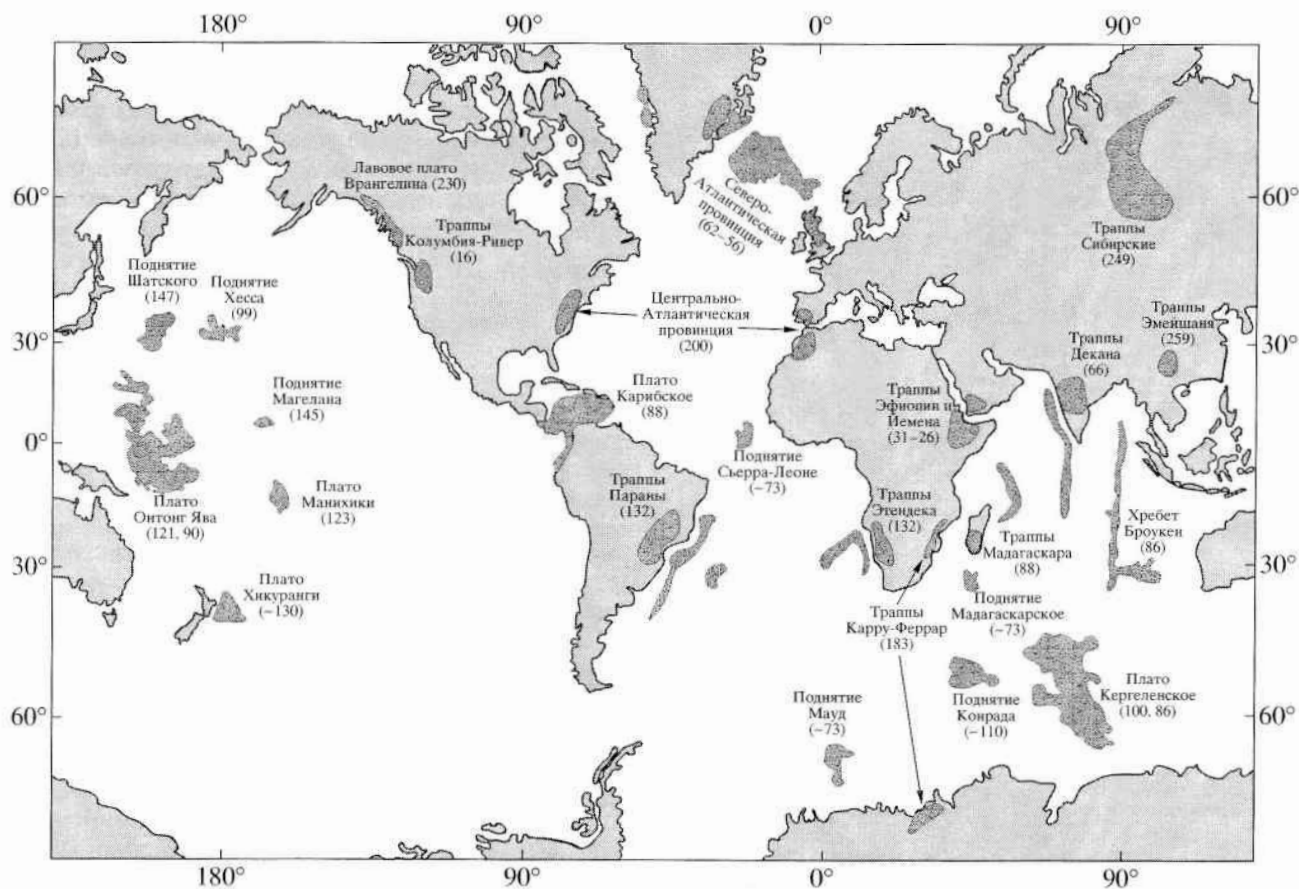 180°
90°
0°
90°
60°
30°
0°
30°
60°
60°
30°
0°
30°
60°
Лавовое плато
Врангелина (230)
Траппы
Колумбия-Ривер
(16)
Северо-
Атлантическая
провинция
(62–56)
Траппы
Сибирские
(249)
Поднятие
Шатского
(147)
Поднятие
Хесса
(99)
Центрально-
Атлантическая
провинция
(200)
Траппы
Эмейшаня
(259)
Траппы
Декана
(66)
Поднятие
Магелана
(145)
Плато
Карибское
(88)
Траппы
Эфиопии и
Йемена
(31–26)
Поднятие
Сьерра-Леоне
(~73)
Плато
Онтонг Ява
(121, 90)
Плато
Манихики
(123)
Траппы
Параны
(132)
Траппы
Этендека
(132)
Траппы
Мадагаскара
(88)
Хребет
Броукен
(86)
Плато
Хикуранги
(~130)
Траппы
Карру-Феррар
(183)
Поднятие
Мадагаскарское
(~73)
Поднятие
Мауд
(~73)
Поднятие
Конрада
(~110)
Плато
Кергеленское
(100, 86)
180°
90°
0°
90°